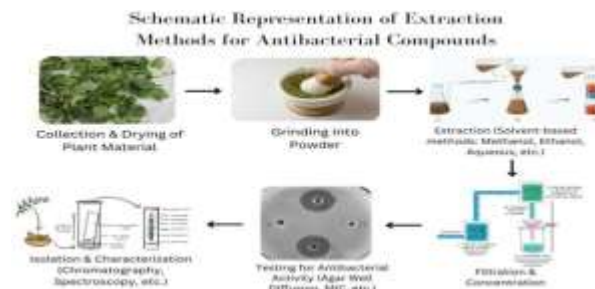 Schematic Representation of Extraction
Methods for Antibacterial Compounds
Collection & Drying of
Plant Material
Grinding into
Powder
Extraction (Solvent-based
methods: Methanol, Ethanol,
Aqueous, etc.)
Isolation & Characterization
(Chromatography,
Spectroscopy, etc.)
Testing for Antibacterial
Activity (Agar Well
Diffusion, MIC, etc.)
Filtration &
Concentration